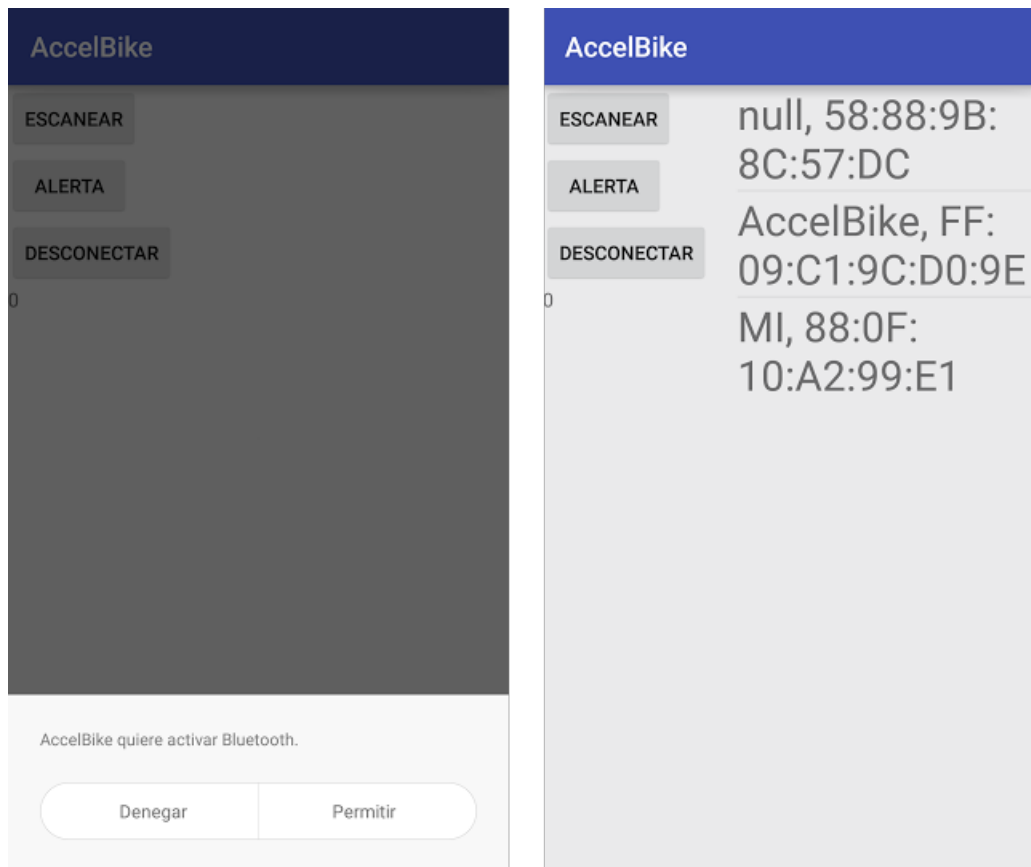 AccelBike
ESCANEAR
ALERTA
DESCONECTAR
0
AccelBike quiere activar Bluetooth.
Denegar
Permitir
AccelBike
ESCANEAR
ALERTA
DESCONECTAR
0
null, 58:88:9B:
8C:57:DC
AccelBike, FF:
09:C1:9C:D0:9E
MI, 88:0F:
10:A2:99:E1